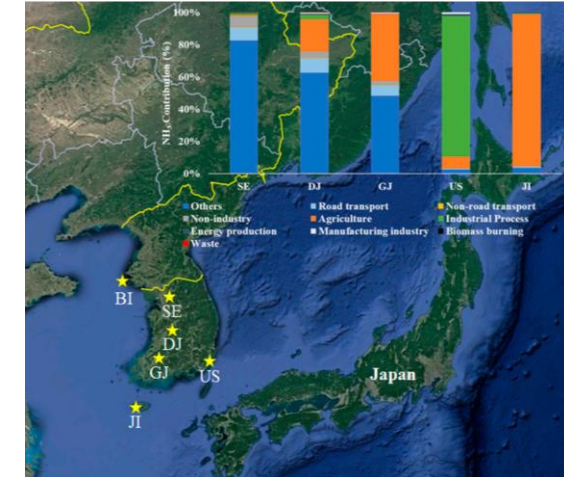 100%
80%
60%
40%
20%
0%
NH₃ Contribution (%)
SE DJ GJ US JI
Others Road transport Non-road transport
Non-industry Agriculture Industrial Process
Energy production Manufacturing industry Biomass burning
Waste
BI
SE
DJ
GJ
US
Japan
JI